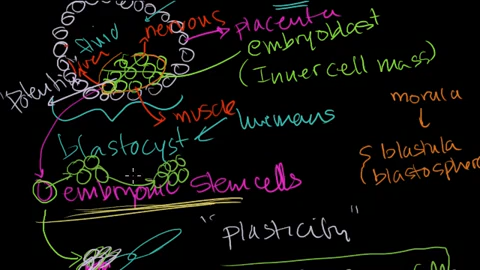 placenta
nervous
fluid
embryoblast
(Inner cell mass)
"Potential
muscle
morula
blastocyst
humans
blastula
(blastosphere
embryonic stem cells
"plasticity"